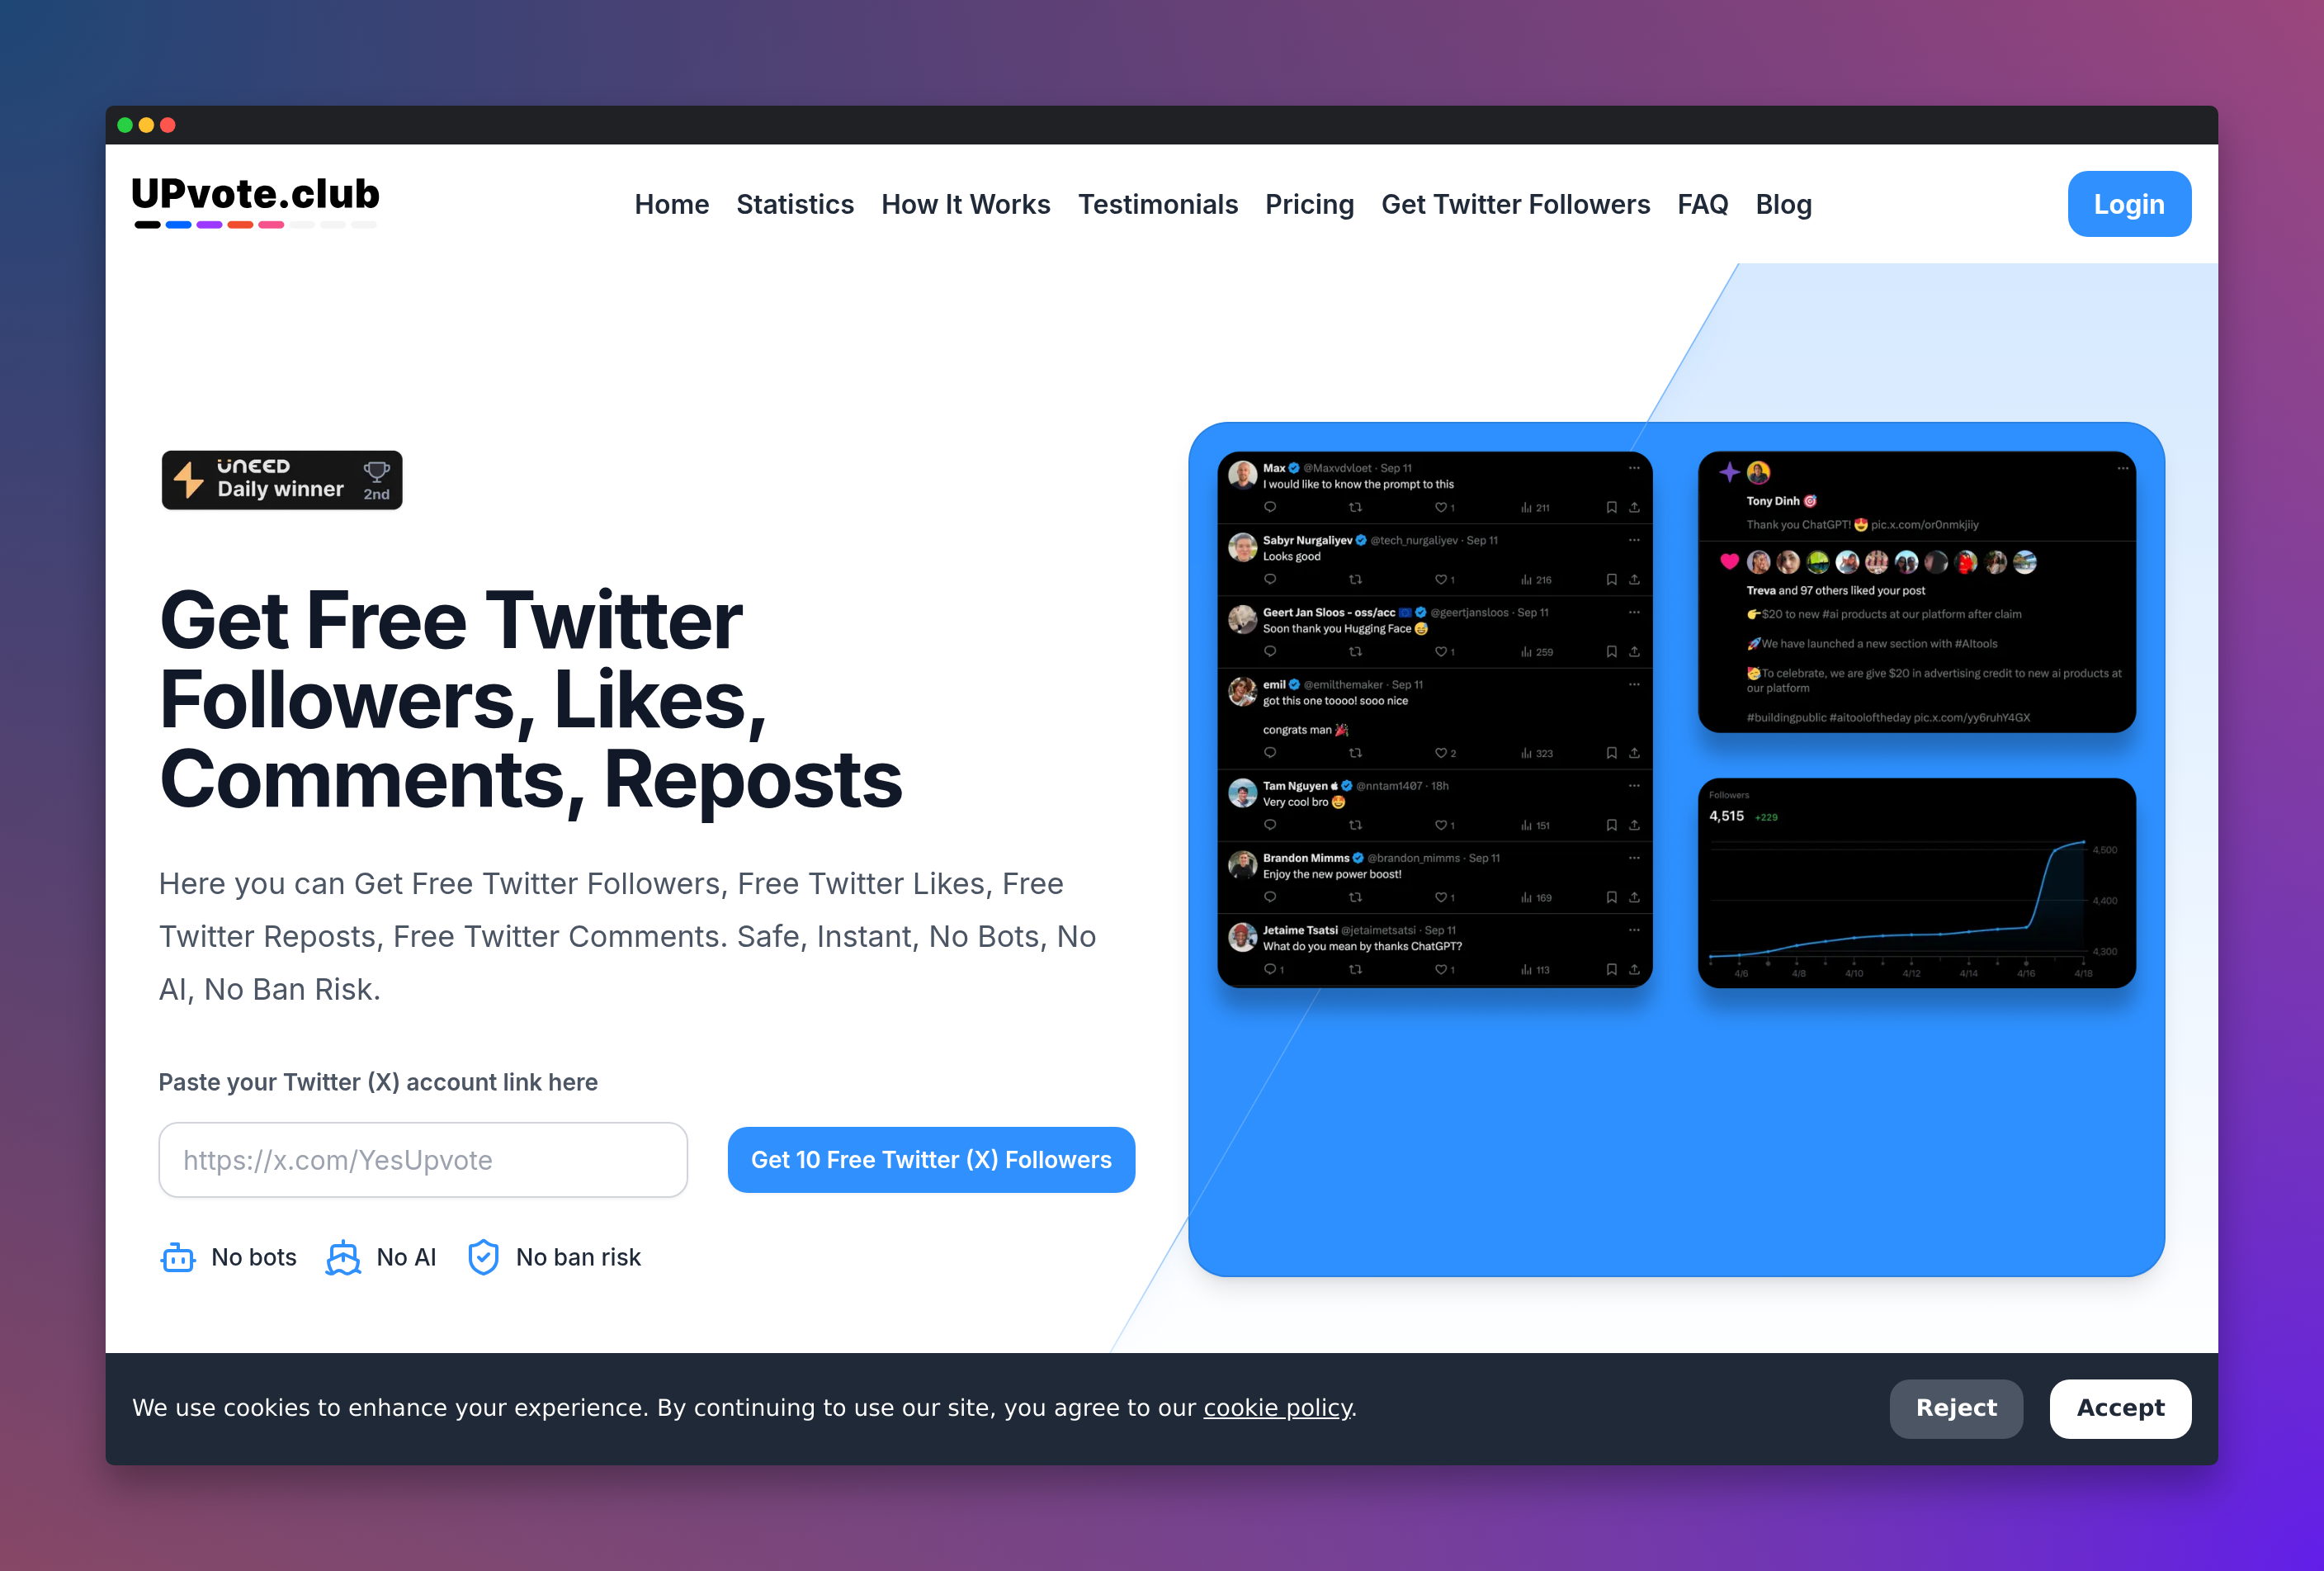 UPvote.club
Home Statistics How It Works Testimonials Pricing Get Twitter Followers FAQ Blog
Login
UNEED
Daily winner
2nd
Get Free Twitter
Followers, Likes,
Comments, Reposts
Here you can Get Free Twitter Followers, Free Twitter Likes, Free
Twitter Reposts, Free Twitter Comments. Safe, Instant, No Bots, No
AI, No Ban Risk.
Paste your Twitter (X) account link here
https://x.com/YesUpvote
Get 10 Free Twitter (X) Followers
No bots No AI No ban risk
Max @Maxvdvloet · Sep 11
I would like to know the prompt to this
1 211
Sabyr Nurgaliyev @tech_nurgaliyev · Sep 11
Looks good
1 216
Geert Jan Sloos - oss/acc 🇪🇺 @geertjansloos · Sep 11
Soon thank you Hugging Face 😅
1 259
emil @emilthemaker · Sep 11
got this one toooo! sooo nice
congrats man 🎉
2 323
Tam Nguyen @nntam1407 · 18h
Very cool bro 🤩
1 151
Brandon Mimms @brandon_mimms · Sep 11
Enjoy the new power boost!
1 169
Jetaime Tsatsi @jetaimetsatsi · Sep 11
What do you mean by thanks ChatGPT?
1 1 113
Tony Dinh 🎯
Thank you ChatGPT! 😍 pic.x.com/or0nmkjiiy
Treva and 97 others liked your post
👉$20 to new #ai products at our platform after claim
🚀We have launched a new section with #AItools
🥳To celebrate, we are give $20 in advertising credit to new ai products at
our platform
#buildingpublic #aitooloftheday pic.x.com/yy6ruhY4GX
Followers
4,515 +229
4,500
4,400
4,300
4/6 4/8 4/10 4/12 4/14 4/16 4/18
We use cookies to enhance your experience. By continuing to use our site, you agree to our cookie policy.
Reject
Accept